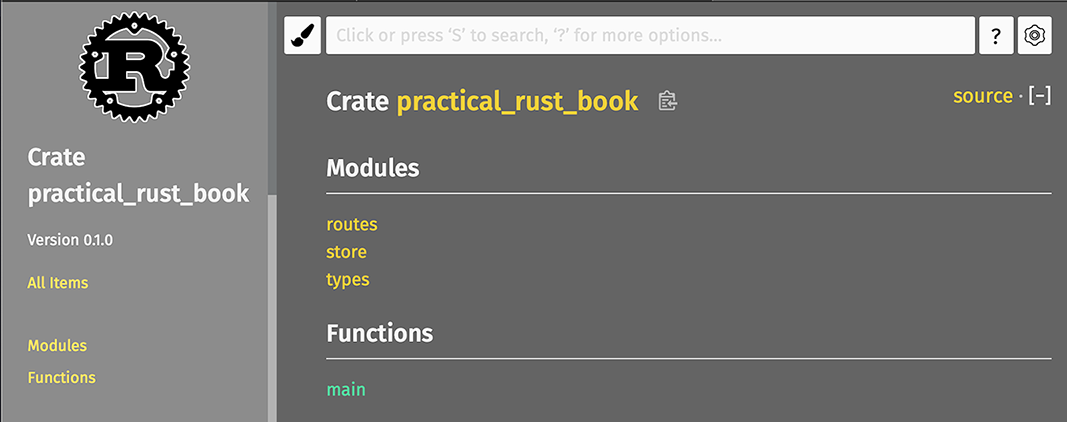 R
Crate
practical_rust_book
Version 0.1.0
All Items
Modules
Functions
Click or press ‘S’ to search, ‘?’ for more options…
?
Crate practical_rust_book
source · [−]
Modules
routes
store
types
Functions
main